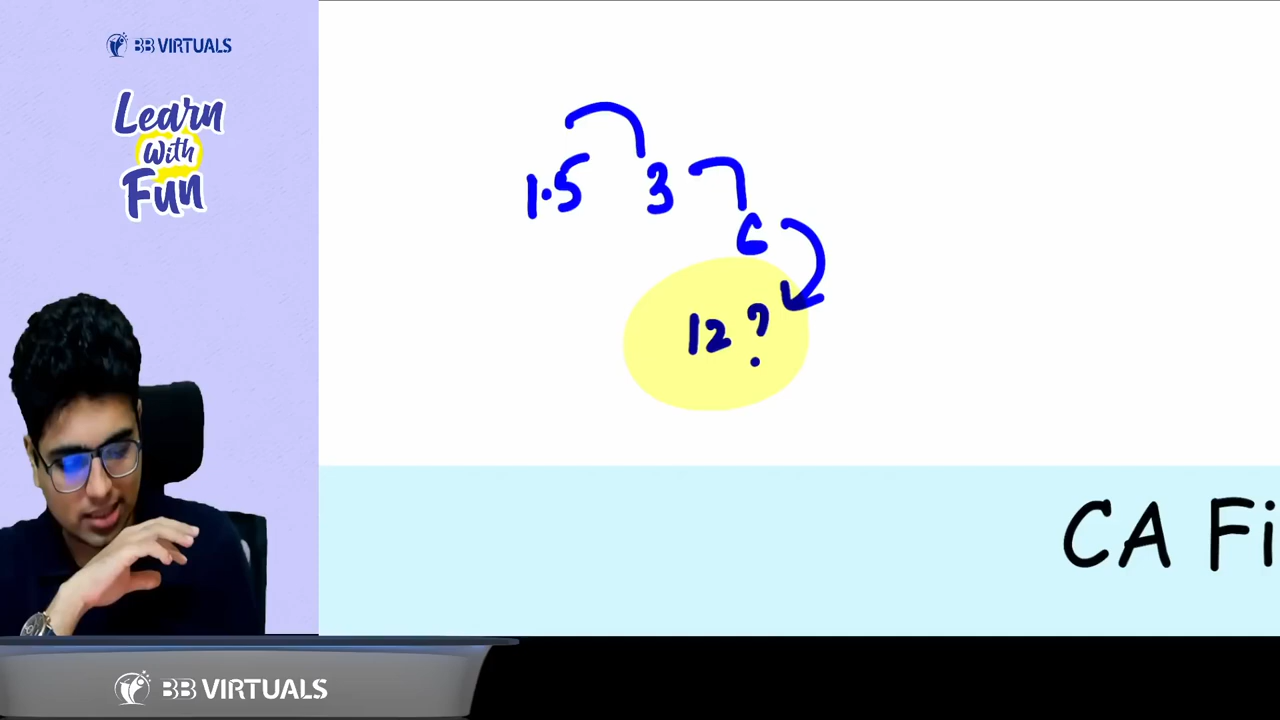 BB VIRTUALS
Learn
With
Fun
1.5 3
6
12 ?
CA Fi
BB VIRTUALS